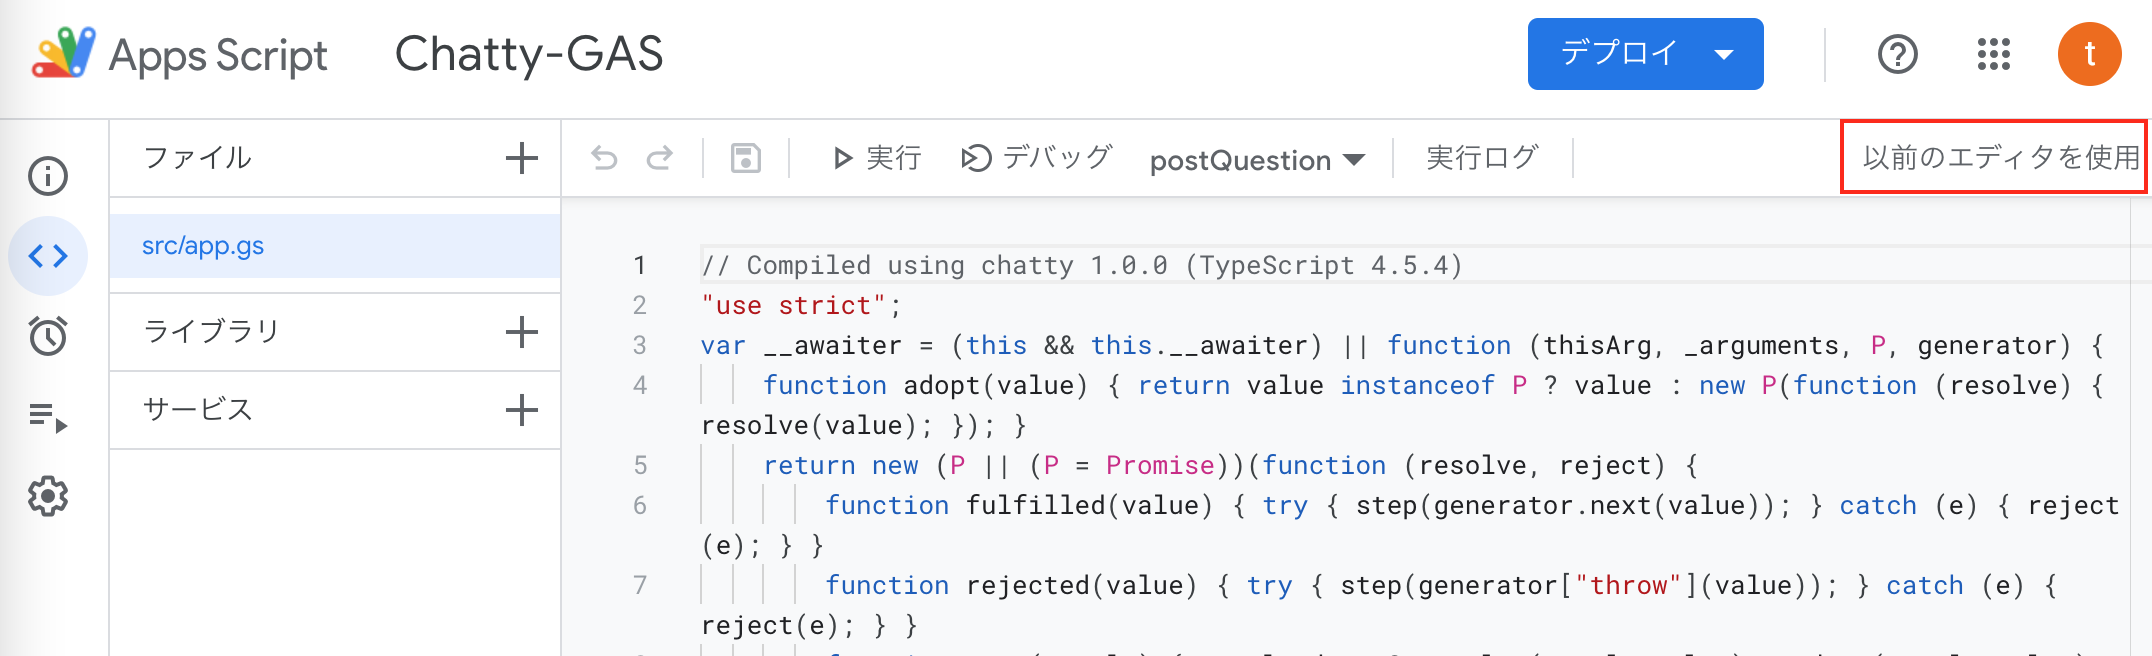 Apps Script Chatty-GAS デプロイ t
ファイル 実行 デバッグ postQuestion 実行ログ 以前のエディタを使用
src/app.gs
ライブラリ
サービス
1 // Compiled using chatty 1.0.0 (TypeScript 4.5.4)
2 "use strict";
3 var __awaiter = (this && this.__awaiter) || function (thisArg, _arguments, P, generator) {
4 function adopt(value) { return value instanceof P ? value : new P(function (resolve) {
resolve(value); }); }
5 return new (P || (P = Promise))(function (resolve, reject) {
6 function fulfilled(value) { try { step(generator.next(value)); } catch (e) { reject
(e); } }
7 function rejected(value) { try { step(generator["throw"](value)); } catch (e) {
reject(e); } }